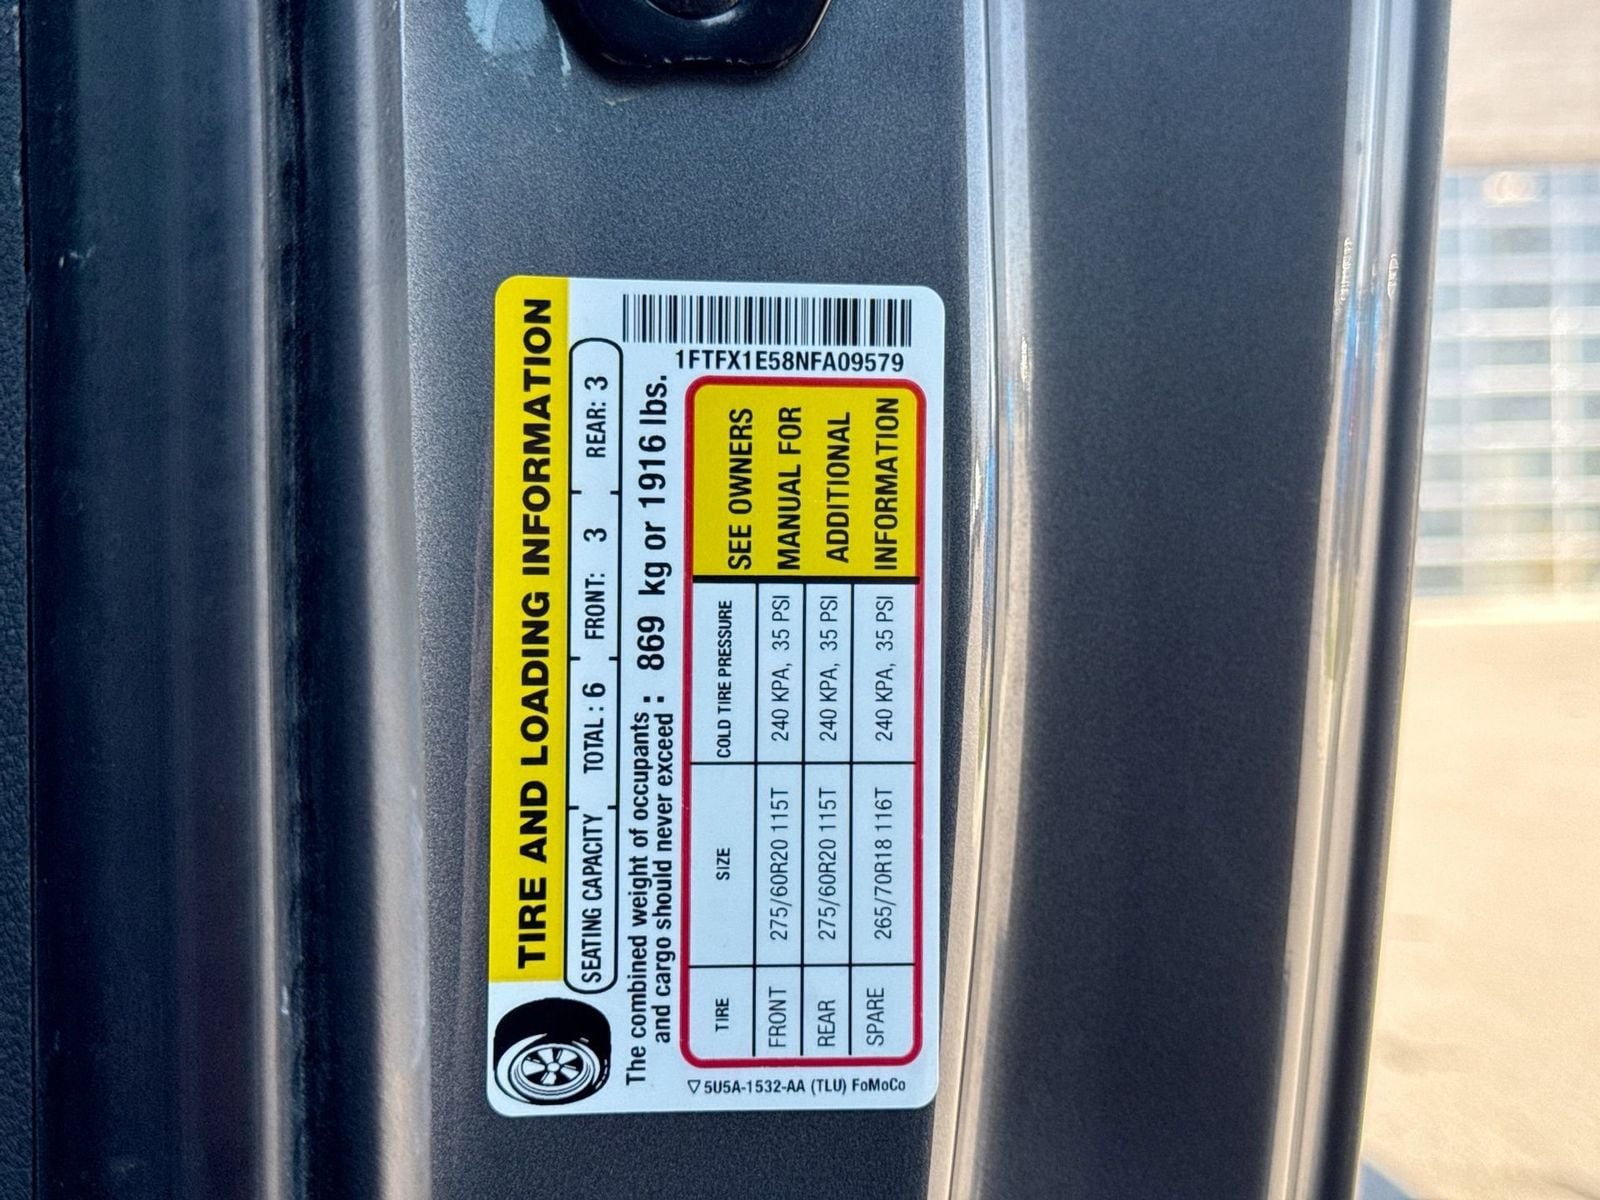 TIRE AND LOADING INFORMATION
SEATING CAPACITY TOTAL : 6 FRONT: 3 REAR: 3
The combined weight of occupants
and cargo should never exceed : 869 kg or 1916 lbs.
1FTFX1E58NFA09579
TIRE SIZE COLD TIRE PRESSURE
FRONT 275/60R20 115T 240 KPA, 35 PSI
REAR 275/60R20 115T 240 KPA, 35 PSI
SPARE 265/70R18 116T 240 KPA, 35 PSI
SEE OWNERS
MANUAL FOR
ADDITIONAL
INFORMATION
▽ 5U5A-1532-AA (TLU) FoMoCo